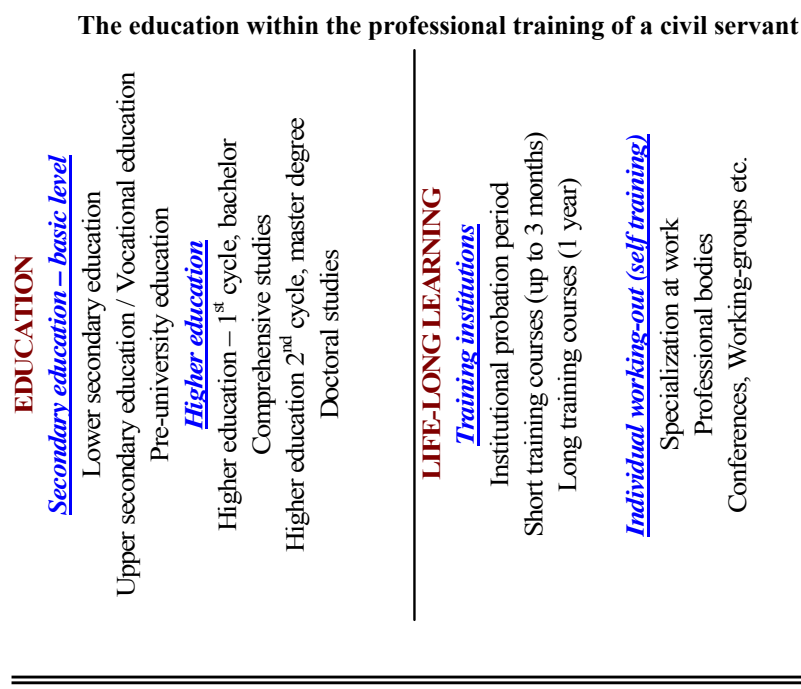 The education within the professional training of a civil servant
EDUCATION
Secondary education – basic level
Lower secondary education
Upper secondary education / Vocational education
Pre-university education
Higher education
Higher education – 1st cycle, bachelor
Comprehensive studies
Higher education 2nd cycle, master degree
Doctoral studies
LIFE-LONG LEARNING
Training institutions
Institutional probation period
Short training courses (up to 3 months)
Long training courses (1 year)
Individual working-out (self training)
Specialization at work
Professional bodies
Conferences, Working-groups etc.